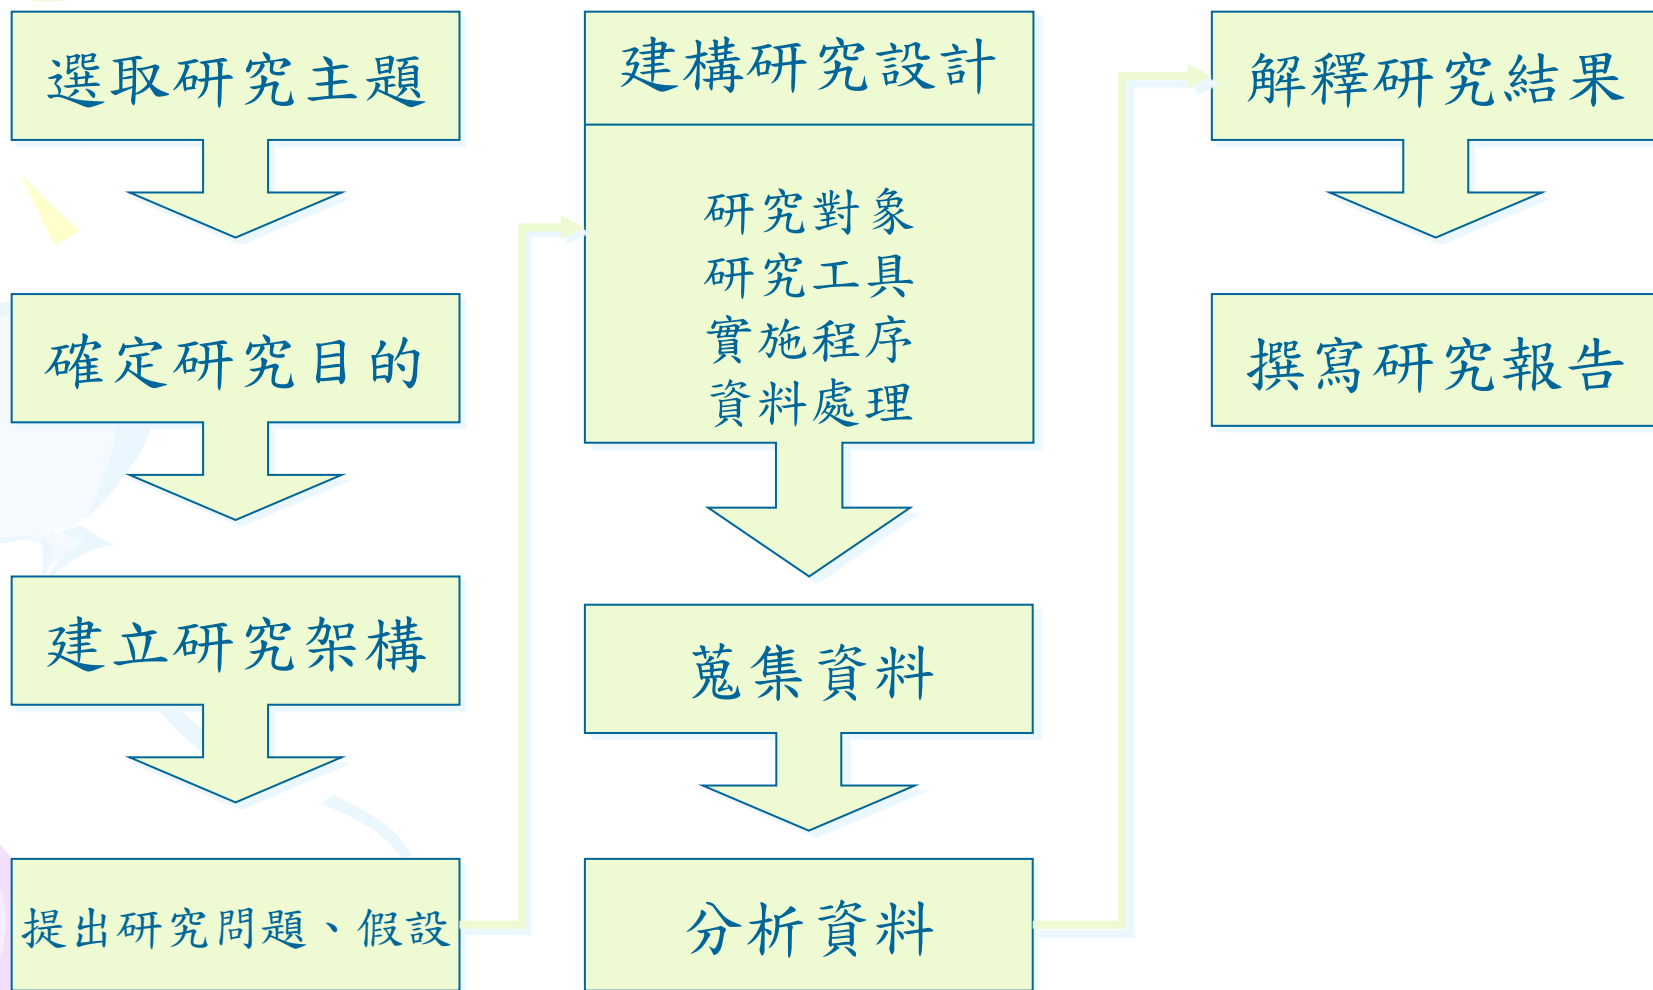 選取研究主題
確定研究目的
建立研究架構
提出研究問題、假設
建構研究設計
研究對象
研究工具
實施程序
資料處理
蒐集資料
分析資料
解釋研究結果
撰寫研究報告